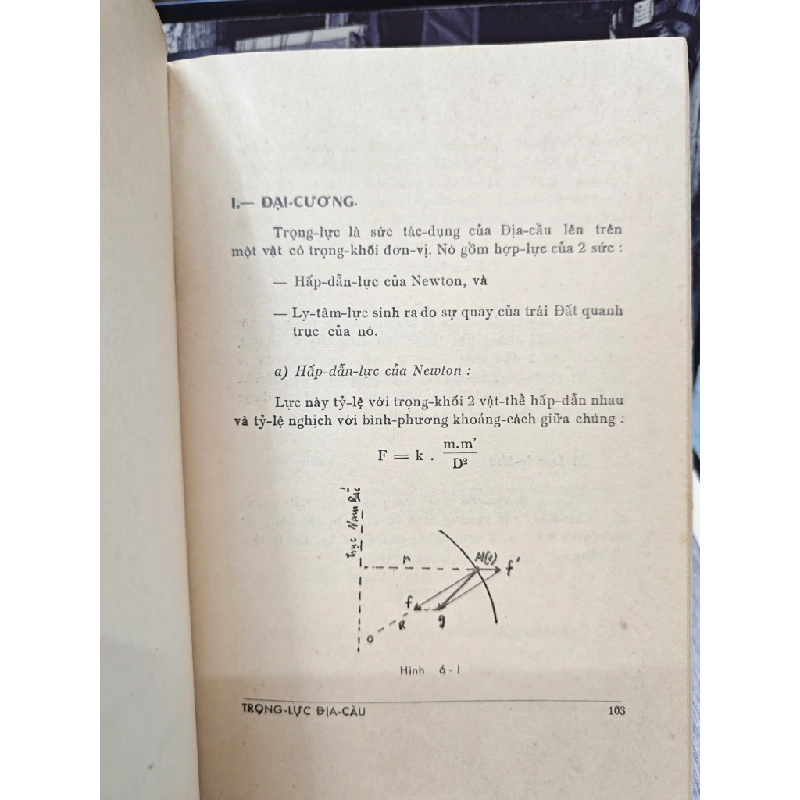 I.— ĐẠI-CƯƠNG.
Trọng-lực là sức tác-dụng của Địa-cầu lên trên
một vật có trọng-khối đơn-vị. Nó gồm hợp-lực của 2 sức :
— Hấp-dẫn-lực của Newton, và
— Ly-tâm-lực sinh ra do sự quay của trái Đất quanh
trục của nó.
a) Hấp-dẫn-lực của Newton :
Lực này tỷ-lệ với trọng-khối 2 vật-thể hấp-dẫn nhau
và tỷ-lệ nghịch với bình-phương khoảng-cách giữa chúng :
F = k . m.m' / D²
Trục Nam Bắc
r
M(1)
f'
f
R
g
O
Hình 6-1
TRỌNG-LỰC ĐỊA-CẦU
103